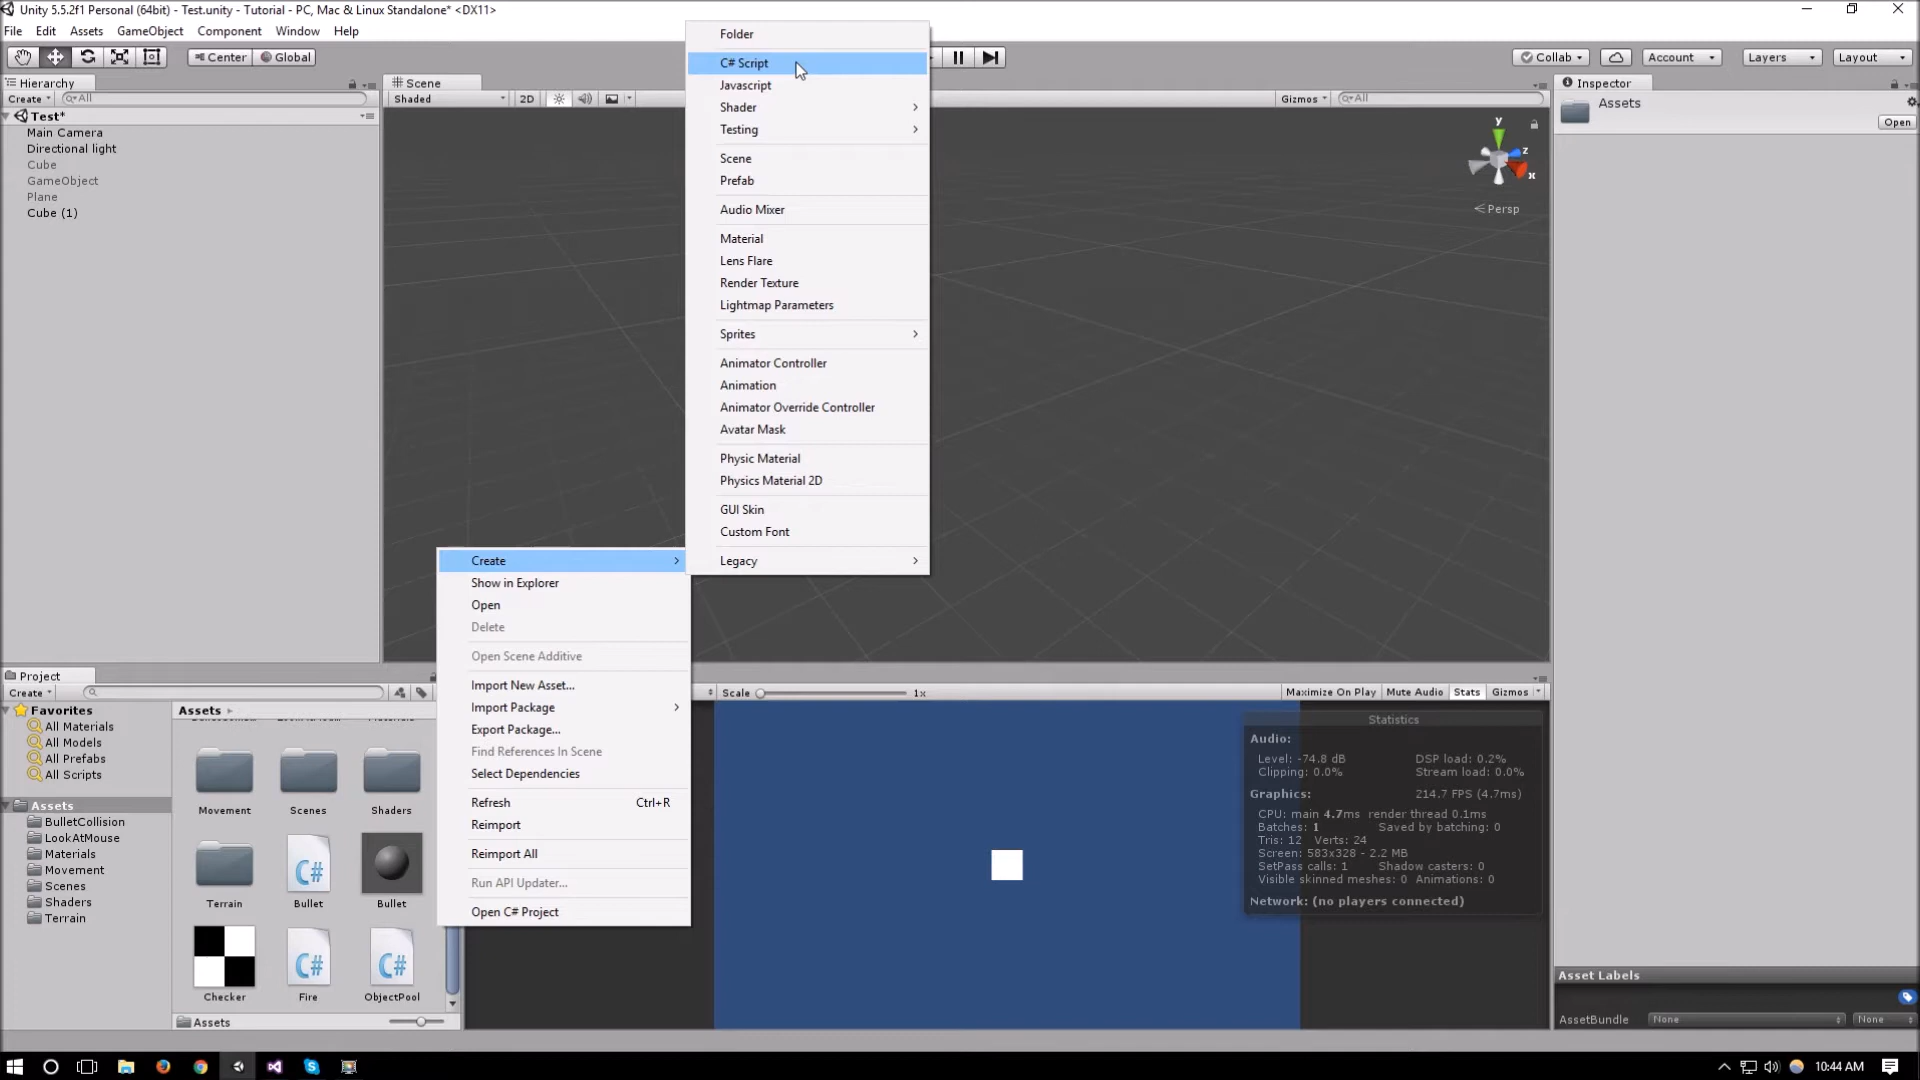 Unity 5.5.2f1 Personal (64bit) - Test.unity - Tutorial - PC, Mac & Linux Standalone* <DX11>
File Edit Assets GameObject Component Window Help
Center Global
Collab Account Layers Layout
Hierarchy
Create All
Test*
Main Camera
Directional light
Cube
GameObject
Plane
Cube (1)
Scene
Shaded 2D Gizmos All
y
z
x
Persp
Folder
C# Script
Javascript
Shader
Testing
Scene
Prefab
Audio Mixer
Material
Lens Flare
Render Texture
Lightmap Parameters
Sprites
Animator Controller
Animation
Animator Override Controller
Avatar Mask
Physic Material
Physics Material 2D
GUI Skin
Custom Font
Legacy
Create
Show in Explorer
Open
Delete
Open Scene Additive
Import New Asset...
Import Package
Export Package...
Find References In Scene
Select Dependencies
Refresh Ctrl+R
Reimport
Reimport All
Run API Updater...
Open C# Project
Inspector
Assets
Open
Project
Create
Favorites
All Materials
All Models
All Prefabs
All Scripts
Assets
BulletCollision
LookAtMouse
Materials
Movement
Scenes
Shaders
Terrain
Assets
Movement Scenes Shaders
C#
Terrain Bullet Bullet
C# C#
Checker Fire ObjectPool
Assets
Scale 1x Maximize On Play Mute Audio Stats Gizmos
Statistics
Audio:
Level: -74.8 dB DSP load: 0.2%
Clipping: 0.0% Stream load: 0.0%
Graphics: 214.7 FPS (4.7ms)
CPU: main 4.7ms render thread 0.1ms
Batches: 1 Saved by batching: 0
Tris: 12 Verts: 24
Screen: 583x328 - 2.2 MB
SetPass calls: 1 Shadow casters: 0
Visible skinned meshes: 0 Animations: 0
Network: (no players connected)
Asset Labels
AssetBundle None None
10:44 AM